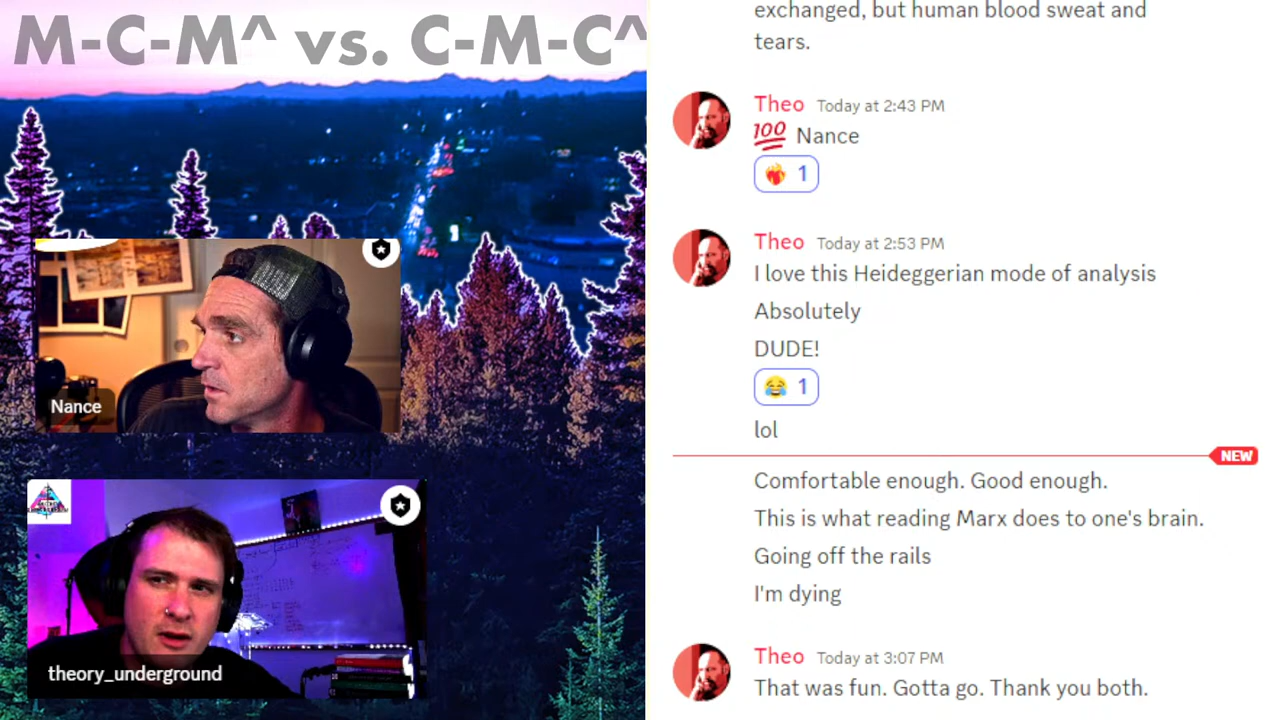 M-C-M^ vs. C-M-C^
Nance
theory_underground
exchanged, but human blood sweat and
tears.
Theo Today at 2:43 PM
💯 Nance
❤️‍🔥 1
Theo Today at 2:53 PM
I love this Heideggerian mode of analysis
Absolutely
DUDE!
😂 1
lol
NEW
Comfortable enough. Good enough.
This is what reading Marx does to one's brain.
Going off the rails
I'm dying
Theo Today at 3:07 PM
That was fun. Gotta go. Thank you both.